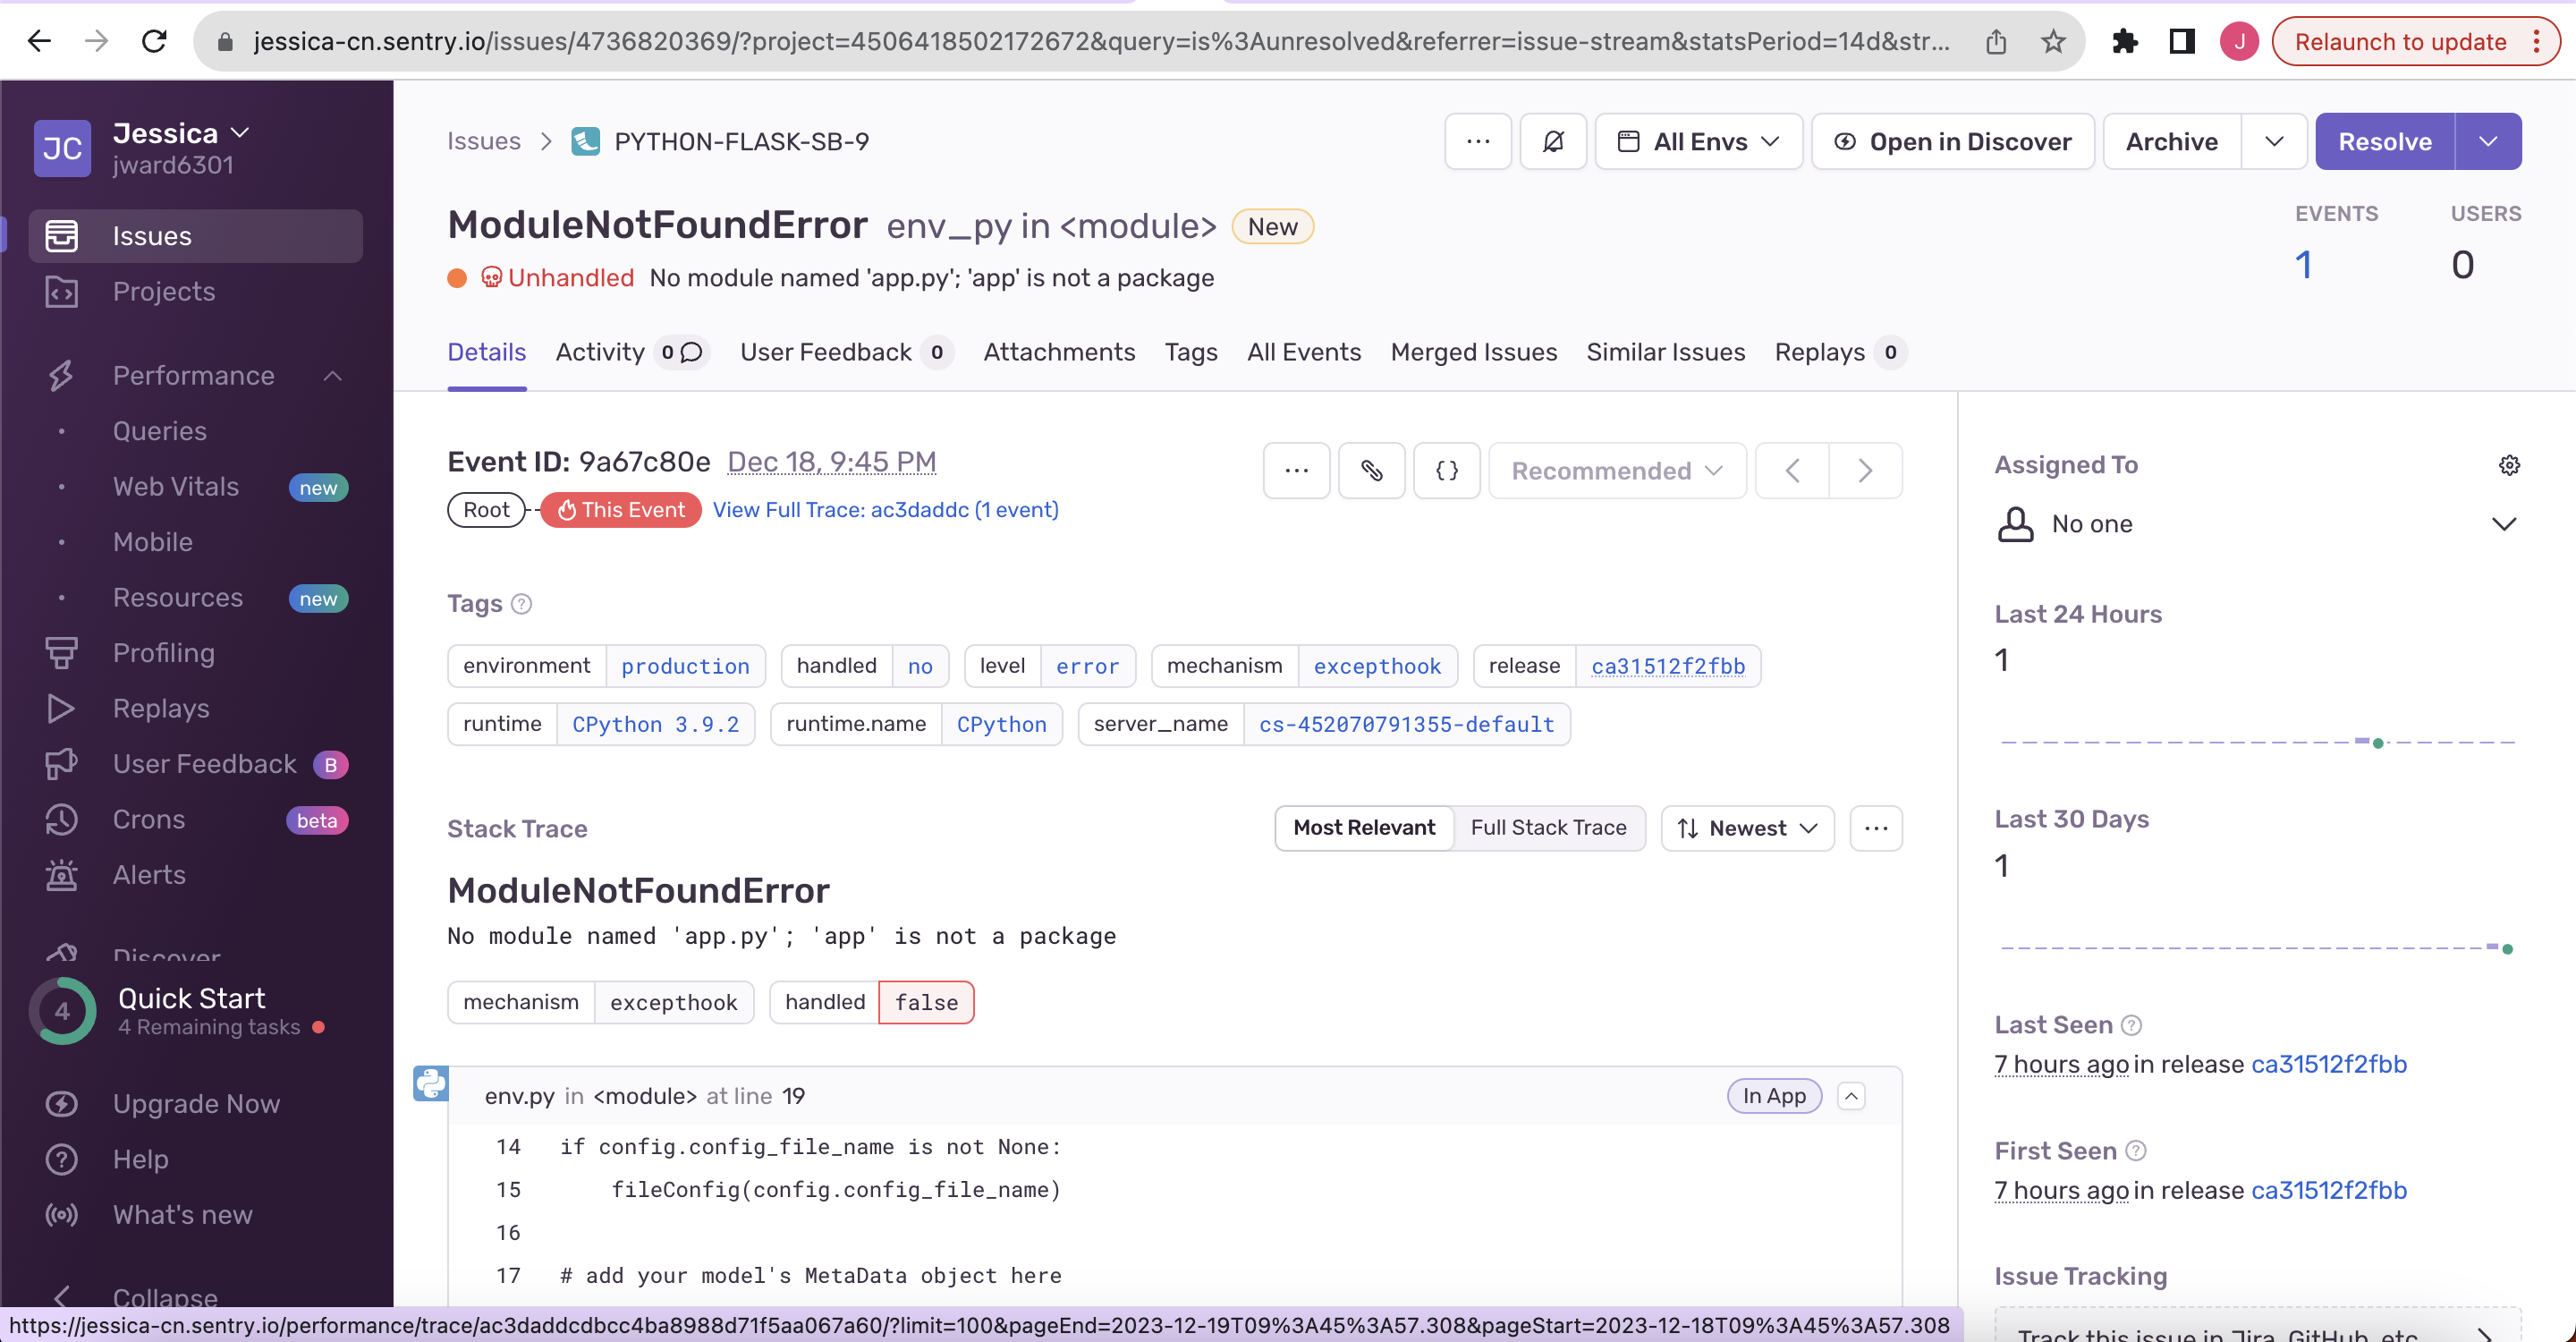 jessica-cn.sentry.io/issues/4736820369/?project=4506418502172672&query=is%3Aunresolved&referrer=issue-stream&statsPeriod=14d&str...
J
Relaunch to update
JC
Jessica
jward6301
Issues
Projects
Performance
Queries
Web Vitals new
Mobile
Resources new
Profiling
Replays
User Feedback B
Crons beta
Alerts
Discover
4
Quick Start
4 Remaining tasks
Upgrade Now
Help
What's new
Collapse
Issues > PYTHON-FLASK-SB-9
... All Envs Open in Discover Archive Resolve
ModuleNotFoundError env_py in <module> New
Unhandled No module named 'app.py'; 'app' is not a package
EVENTS USERS
1 0
Details Activity 0 User Feedback 0 Attachments Tags All Events Merged Issues Similar Issues Replays 0
Event ID: 9a67c80e Dec 18, 9:45 PM
... {} Recommended
Root This Event View Full Trace: ac3daddc (1 event)
Tags ?
environment production handled no level error mechanism excepthook release ca31512f2fbb
runtime CPython 3.9.2 runtime.name CPython server_name cs-452070791355-default
Stack Trace Most Relevant Full Stack Trace Newest ...
ModuleNotFoundError
No module named 'app.py'; 'app' is not a package
mechanism excepthook handled false
env.py in <module> at line 19 In App
14 if config.config_file_name is not None:
15 fileConfig(config.config_file_name)
16
17 # add your model's MetaData object here
Assigned To
No one
Last 24 Hours
1
Last 30 Days
1
Last Seen ?
7 hours ago in release ca31512f2fbb
First Seen ?
7 hours ago in release ca31512f2fbb
Issue Tracking
Track this issue in Jira, GitHub, etc.
https://jessica-cn.sentry.io/performance/trace/ac3daddcdbcc4ba8988d71f5aa067a60/?limit=100&pageEnd=2023-12-19T09%3A45%3A57.308&pageStart=2023-12-18T09%3A45%3A57.308